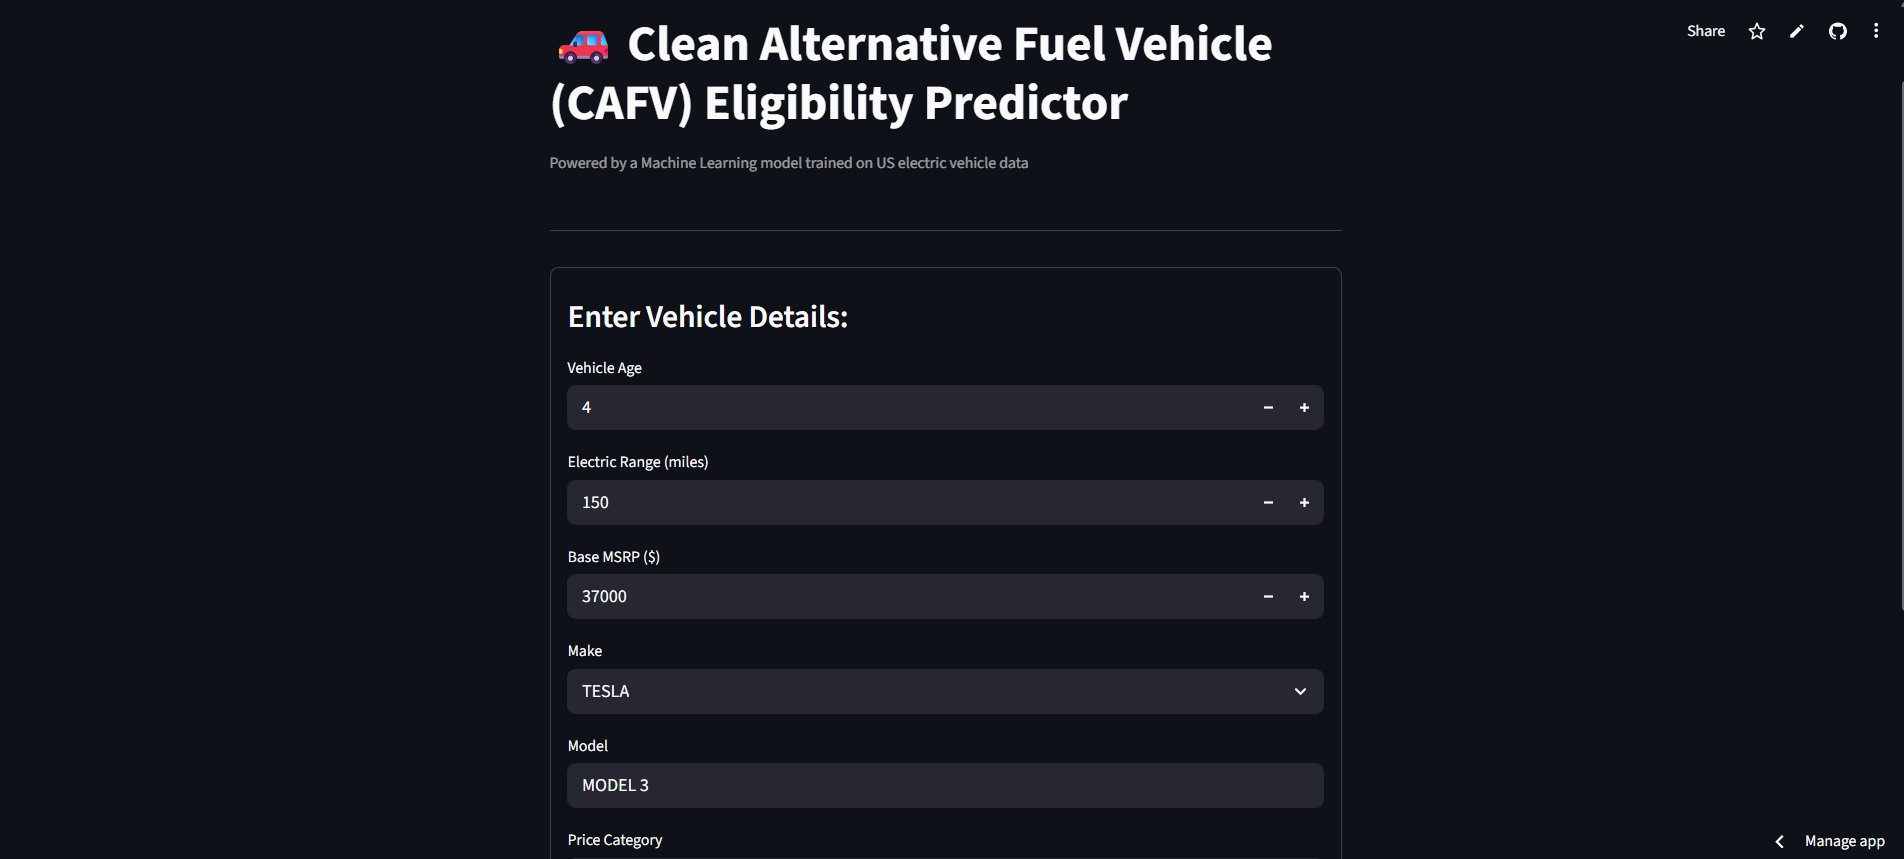 Share
Clean Alternative Fuel Vehicle
(CAFV) Eligibility Predictor
Powered by a Machine Learning model trained on US electric vehicle data
Enter Vehicle Details:
Vehicle Age
4
Electric Range (miles)
150
Base MSRP ($)
37000
Make
TESLA
Model
MODEL 3
Price Category
Manage app